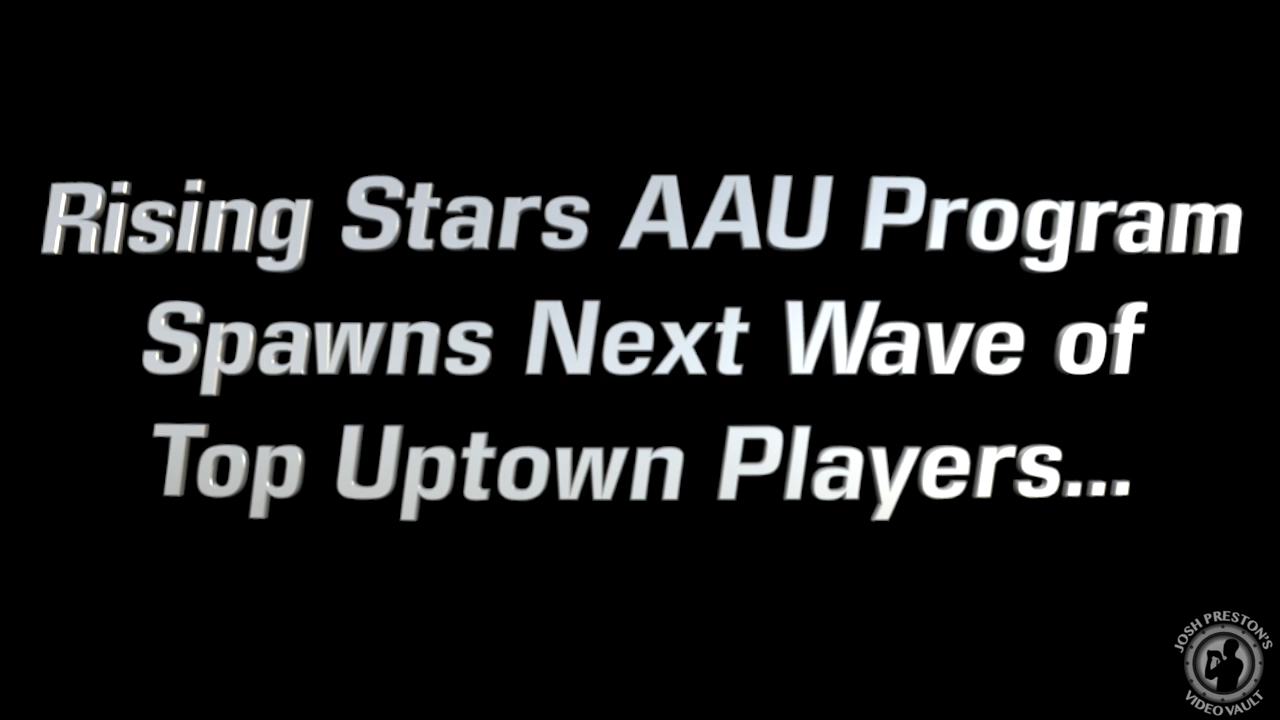 Rising Stars AAU Program
Spawns Next Wave of
Top Uptown Players...
JOSH PRESTON'S
VIDEO VAULT